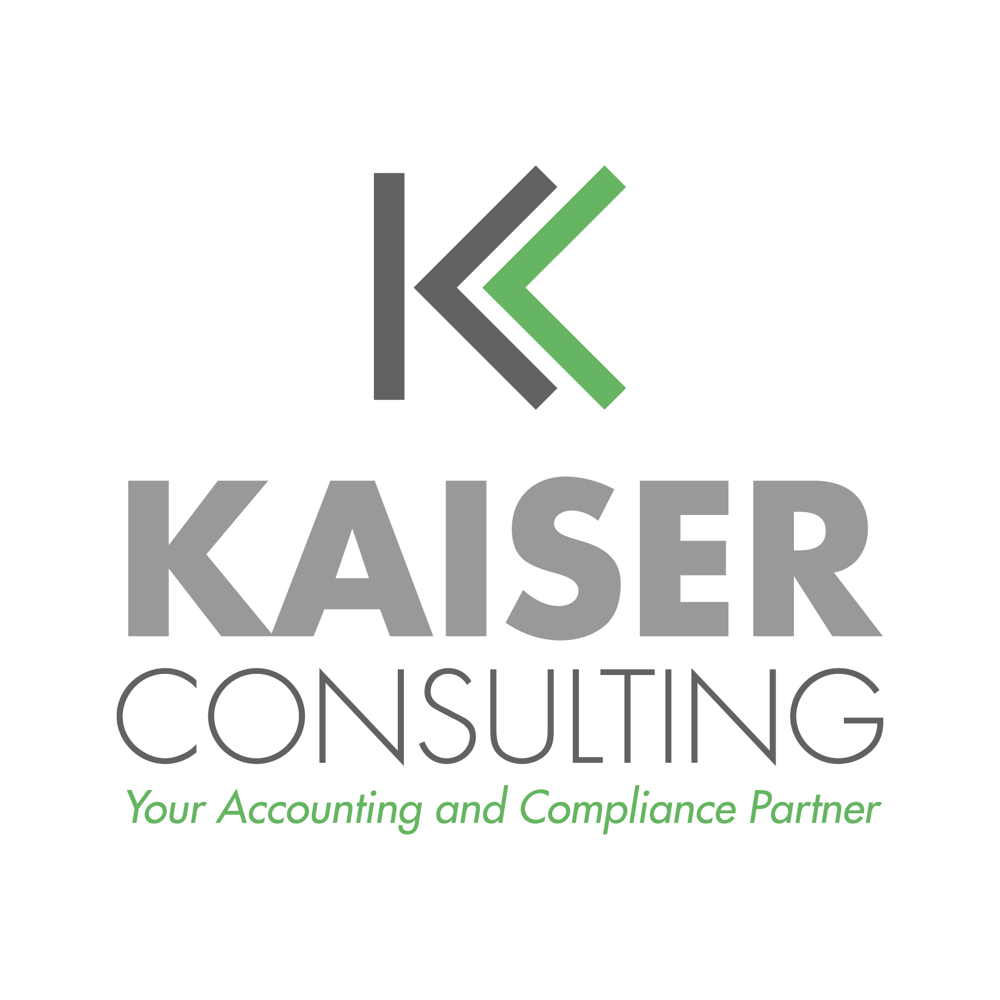 KAISER
CONSULTING
Your Accounting and Compliance Partner